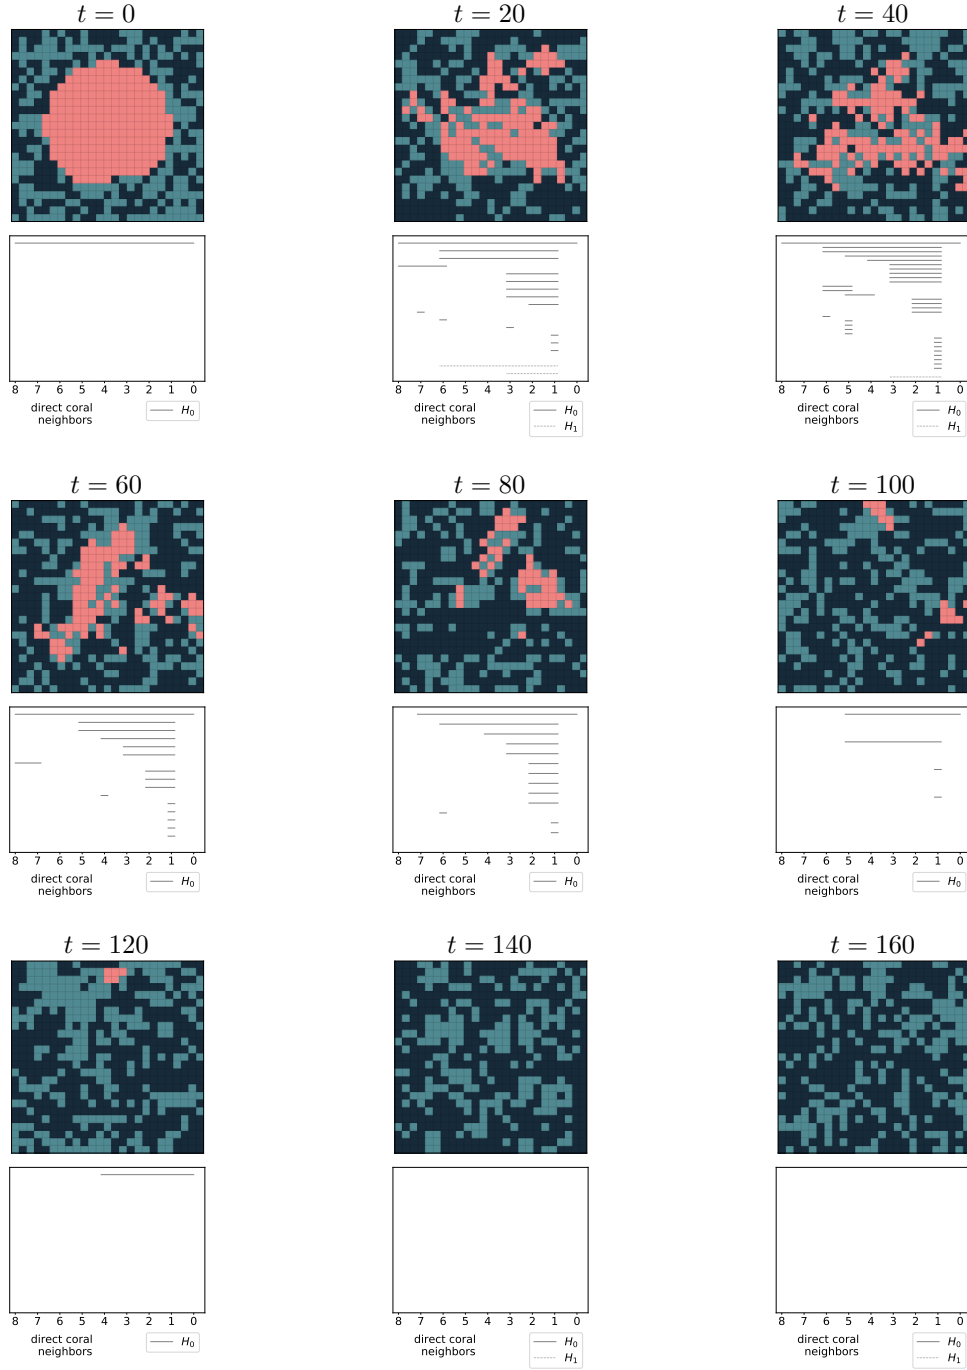 t = 0 t = 20 t = 40
8 7 6 5 4 3 2 1 0 8 7 6 5 4 3 2 1 0 8 7 6 5 4 3 2 1 0
direct coral H₀ direct coral H₀ direct coral H₀
neighbors neighbors H₁ neighbors H₁
t = 60 t = 80 t = 100
8 7 6 5 4 3 2 1 0 8 7 6 5 4 3 2 1 0 8 7 6 5 4 3 2 1 0
direct coral H₀ direct coral H₀ direct coral H₀
neighbors neighbors neighbors
t = 120 t = 140 t = 160
8 7 6 5 4 3 2 1 0 8 7 6 5 4 3 2 1 0 8 7 6 5 4 3 2 1 0
direct coral H₀ direct coral H₀ direct coral H₀
neighbors neighbors H₁ neighbors H₁